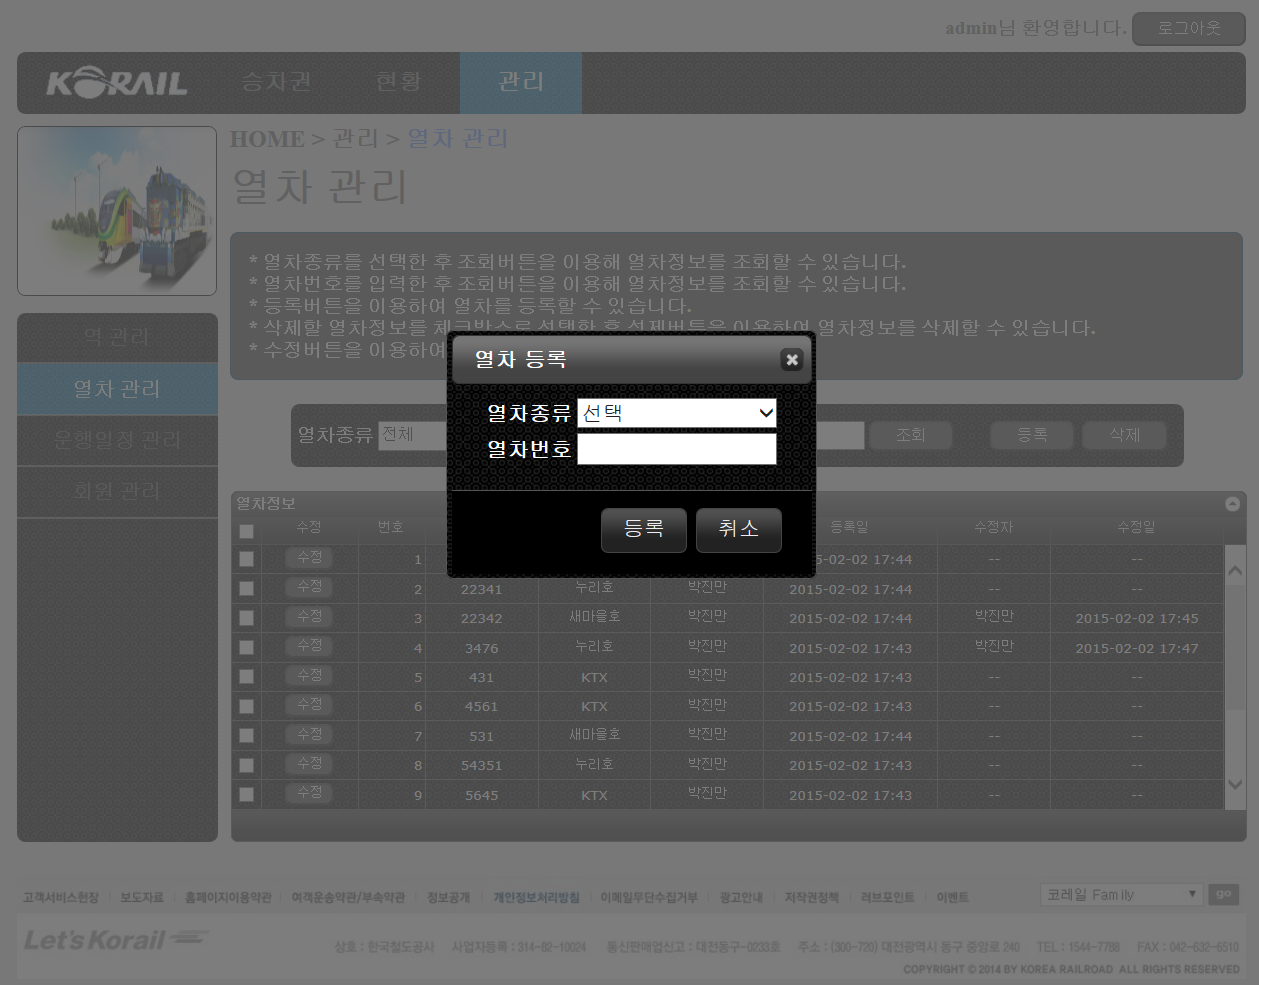 admin님 환영합니다. 로그아웃
KORAIL 승차권 현황 관리
HOME > 관리 > 열차 관리
열차 관리
* 열차종류를 선택한 후 조회버튼을 이용해 열차정보를 조회할 수 있습니다.
* 열차번호를 입력한 후 조회버튼을 이용해 열차정보를 조회할 수 있습니다.
* 등록버튼을 이용하여 열차를 등록할 수 있습니다.
* 삭제할 열차정보를 체크박스로 선택한 후 삭제버튼을 이용하여 열차정보를 삭제할 수 있습니다.
* 수정버튼을 이용하여
역 관리
열차 관리
운행일정 관리
회원 관리
열차 등록
열차종류 선택
열차번호
등록 취소
열차종류 전체 조회 등록 삭제
열차정보
수정 번호 등록일 수정자 수정일
수정 1 5-02-02 17:44 -- --
수정 2 22341 누리호 박진만 2015-02-02 17:44 -- --
수정 3 22342 새마을호 박진만 2015-02-02 17:44 박진만 2015-02-02 17:45
수정 4 3476 누리호 박진만 2015-02-02 17:43 박진만 2015-02-02 17:47
수정 5 431 KTX 박진만 2015-02-02 17:43 -- --
수정 6 4561 KTX 박진만 2015-02-02 17:43 -- --
수정 7 531 새마을호 박진만 2015-02-02 17:44 -- --
수정 8 54351 누리호 박진만 2015-02-02 17:43 -- --
수정 9 5645 KTX 박진만 2015-02-02 17:43 -- --
고객서비스헌장 보도자료 홈페이지이용약관 여객운송약관/부속약관 정보공개 개인정보처리방침 이메일무단수집거부 광고안내 저작권정책 러브포인트 이벤트 코레일 Family go
Let's Korail 상호 : 한국철도공사 사업자등록 : 314-82-10024 통신판매업신고 : 대전동구-0233호 주소 : (300-720) 대전광역시 동구 중앙로 240 TEL : 1544-7788 FAX : 042-632-6510
COPYRIGHT © 2014 BY KOREA RAILROAD ALL RIGHTS RESERVED